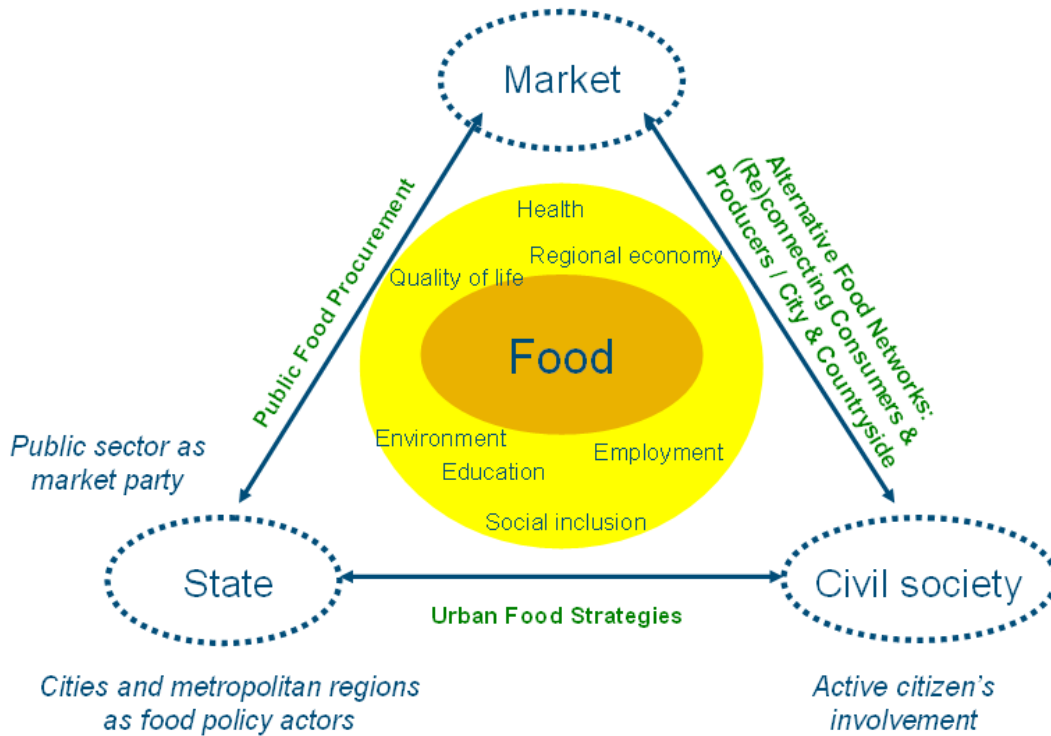 Market
Public Food Procurement
Alternative Food Networks:
(Re)connecting Consumers &
Producers / City & Countryside
Health
Regional economy
Quality of life
Food
Environment
Education
Employment
Social inclusion
Public sector as
market party
State
Civil society
Urban Food Strategies
Cities and metropolitan regions
as food policy actors
Active citizen's
involvement